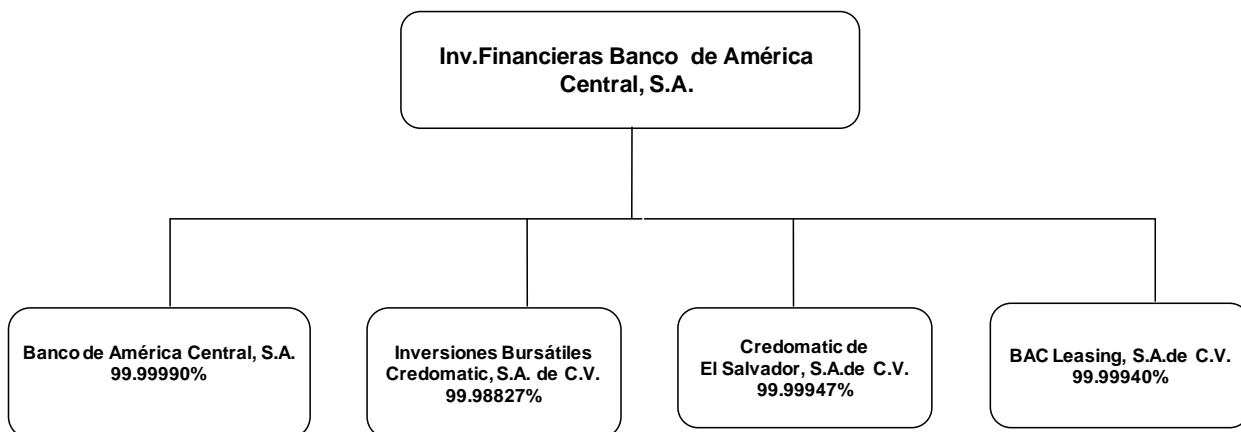 Inv.Financieras Banco de América
Central, S.A.
Banco de América Central, S.A.
99.99990%
Inversiones Bursátiles
Credomatic, S.A. de C.V.
99.98827%
Credomatic de
El Salvador, S.A.de C.V.
99.99947%
BAC Leasing, S.A.de C.V.
99.99940%